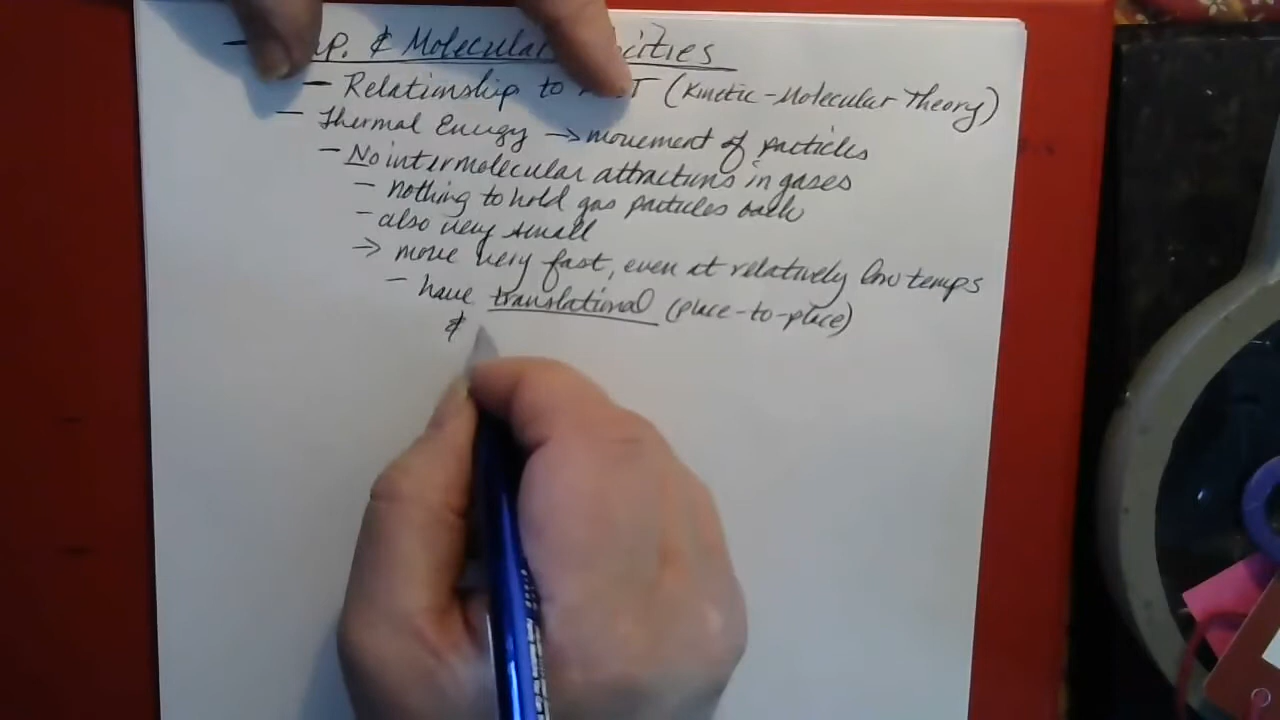 - p. & Molecular cities
- Relationship to T (Kinetic-Molecular Theory)
- Thermal Energy → movement of particles
- No intermolecular attractions in gases
- nothing to hold gas particles back
- also very small
→ move very fast, even at relatively low temps
- have translational (place-to-place)
&